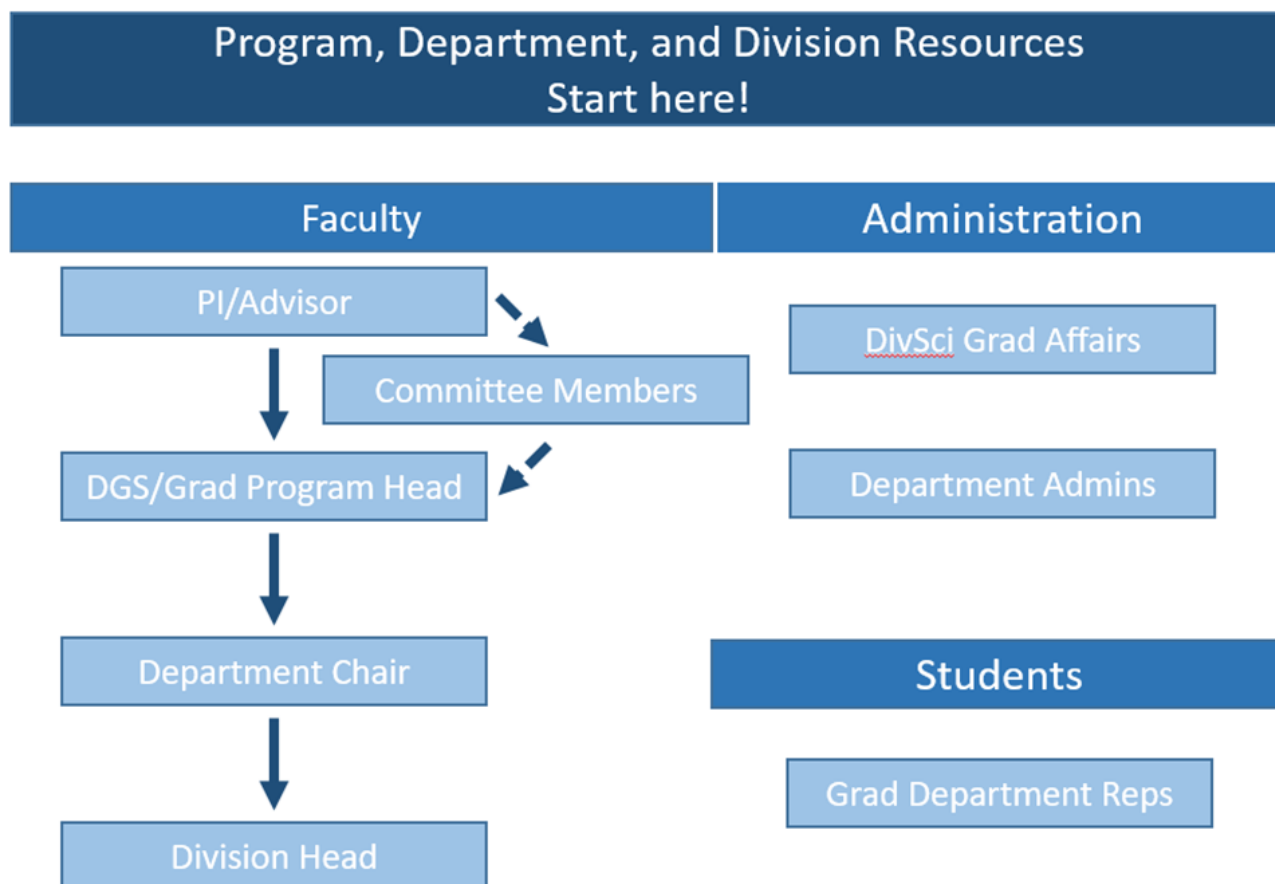 Program, Department, and Division Resources
Start here!
Faculty
PI/Advisor
Committee Members
DGS/Grad Program Head
Department Chair
Division Head
Administration
DivSci Grad Affairs
Department Admins
Students
Grad Department Reps